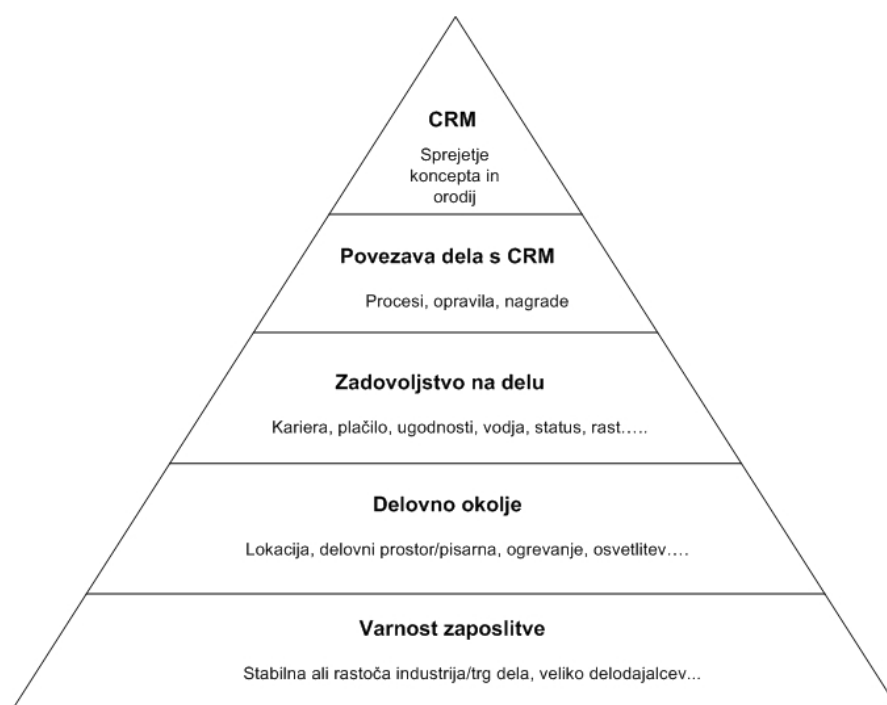 CRM
Sprejetje
koncepta in
orodij
Povezava dela s CRM
Procesi, opravila, nagrade
Zadovoljstvo na delu
Kariera, plačilo, ugodnosti, vodja, status, rast…..
Delovno okolje
Lokacija, delovni prostor/pisarna, ogrevanje, osvetlitev….
Varnost zaposlitve
Stabilna ali rastoča industrija/trg dela, veliko delodajalcev...